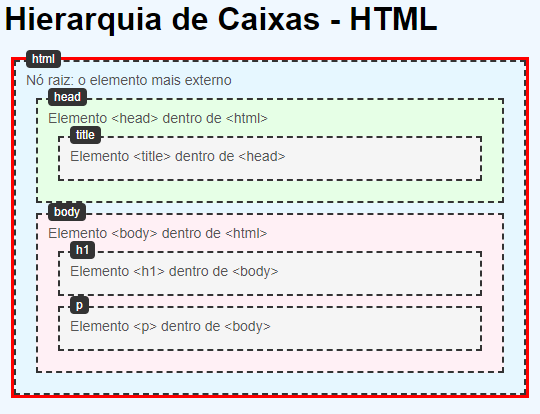 Hierarquia de Caixas - HTML
html
Nó raiz: o elemento mais externo
head
Elemento <head> dentro de <html>
title
Elemento <title> dentro de <head>
body
Elemento <body> dentro de <html>
h1
Elemento <h1> dentro de <body>
p
Elemento <p> dentro de <body>